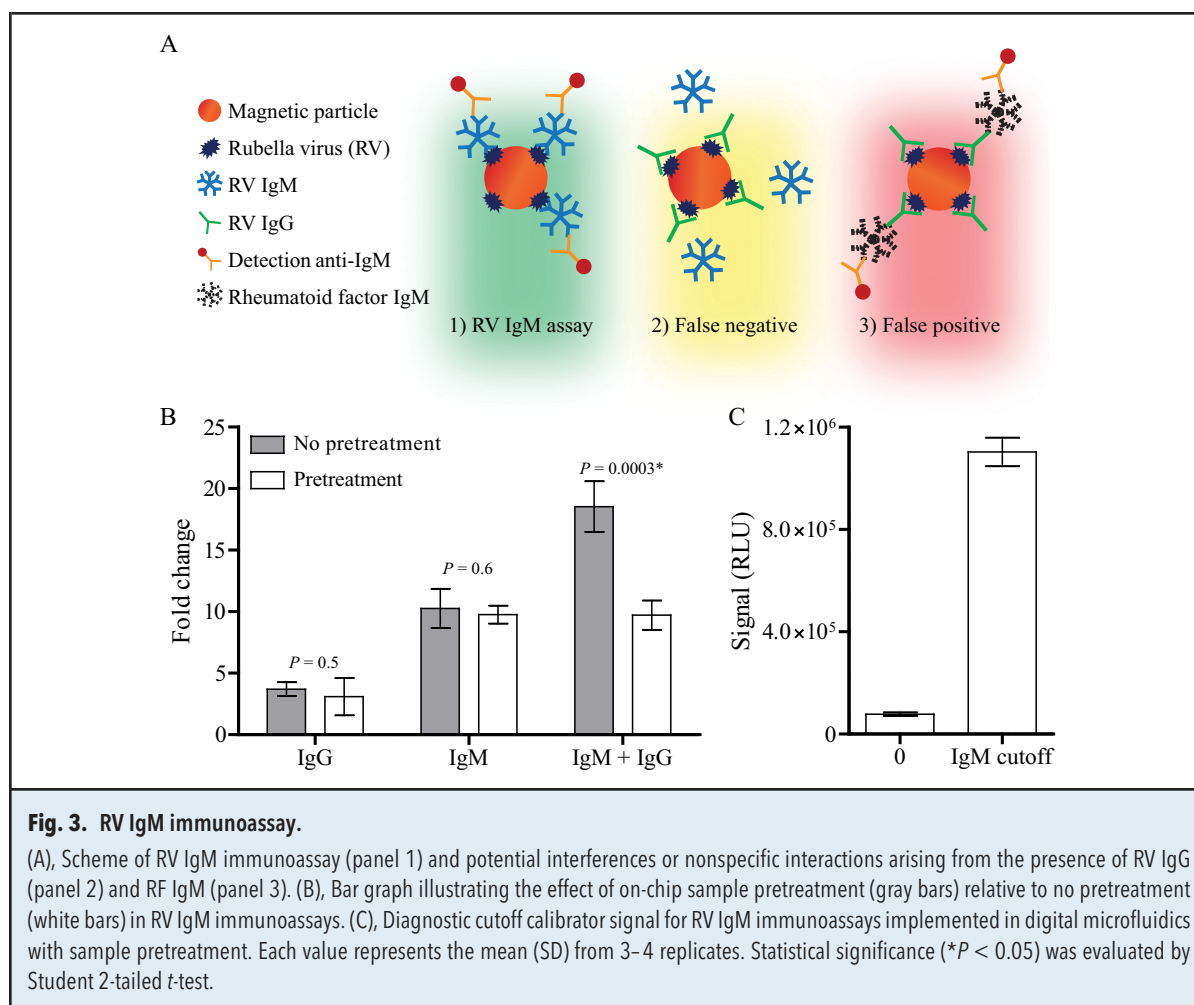 A
Magnetic particle
Rubella virus (RV)
RV IgM
RV IgG
Detection anti-IgM
Rheumatoid factor IgM
1) RV IgM assay
2) False negative
3) False positive
B
25
20
15
10
5
0
Fold change
No pretreatment
Pretreatment
P = 0.5
P = 0.6
P = 0.0003*
IgG
IgM
IgM + IgG
C
1.2×10⁶
8.0×10⁵
4.0×10⁵
0
Signal (RLU)
0
IgM cutoff
Fig. 3. RV IgM immunoassay.
(A), Scheme of RV IgM immunoassay (panel 1) and potential interferences or nonspecific interactions arising from the presence of RV IgG
(panel 2) and RF IgM (panel 3). (B), Bar graph illustrating the effect of on-chip sample pretreatment (gray bars) relative to no pretreatment
(white bars) in RV IgM immunoassays. (C), Diagnostic cutoff calibrator signal for RV IgM immunoassays implemented in digital microfluidics
with sample pretreatment. Each value represents the mean (SD) from 3–4 replicates. Statistical significance (*P < 0.05) was evaluated by
Student 2-tailed t-test.